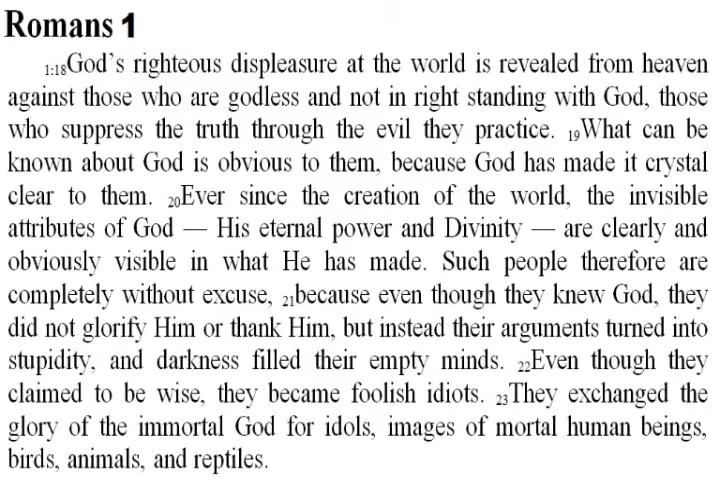 Romans 1
1:18God’s righteous displeasure at the world is revealed from heaven
against those who are godless and not in right standing with God, those
who suppress the truth through the evil they practice. 19What can be
known about God is obvious to them, because God has made it crystal
clear to them. 20Ever since the creation of the world, the invisible
attributes of God — His eternal power and Divinity — are clearly and
obviously visible in what He has made. Such people therefore are
completely without excuse, 21because even though they knew God, they
did not glorify Him or thank Him, but instead their arguments turned into
stupidity, and darkness filled their empty minds. 22Even though they
claimed to be wise, they became foolish idiots. 23They exchanged the
glory of the immortal God for idols, images of mortal human beings,
birds, animals, and reptiles.